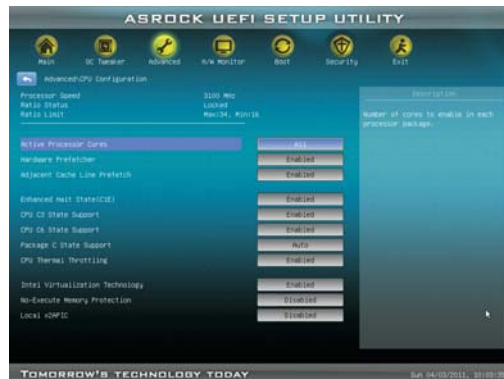 ASROCK UEFI SETUP UTILITY
Main OC Tweaker Advanced H/W Monitor Boot Security Exit
Advanced\CPU Configuration
Description
Processor Speed 3100 MHz
Ratio Status Locked
Ratio Limit Max:34, Min:16
Number of cores to enable in each
processor package.
Active Processor Cores All
Hardware Prefetcher Enabled
Adjacent Cache Line Prefetch Enabled
Enhanced Halt State(C1E) Enabled
CPU C3 State Support Enabled
CPU C6 State Support Enabled
Package C State Support Auto
CPU Thermal Throttling Enabled
Intel Virtualization Technology Enabled
No-Execute Memory Protection Disabled
Local x2APIC Disabled
TOMORROW'S TECHNOLOGY TODAY
Sun 04/03/2011,